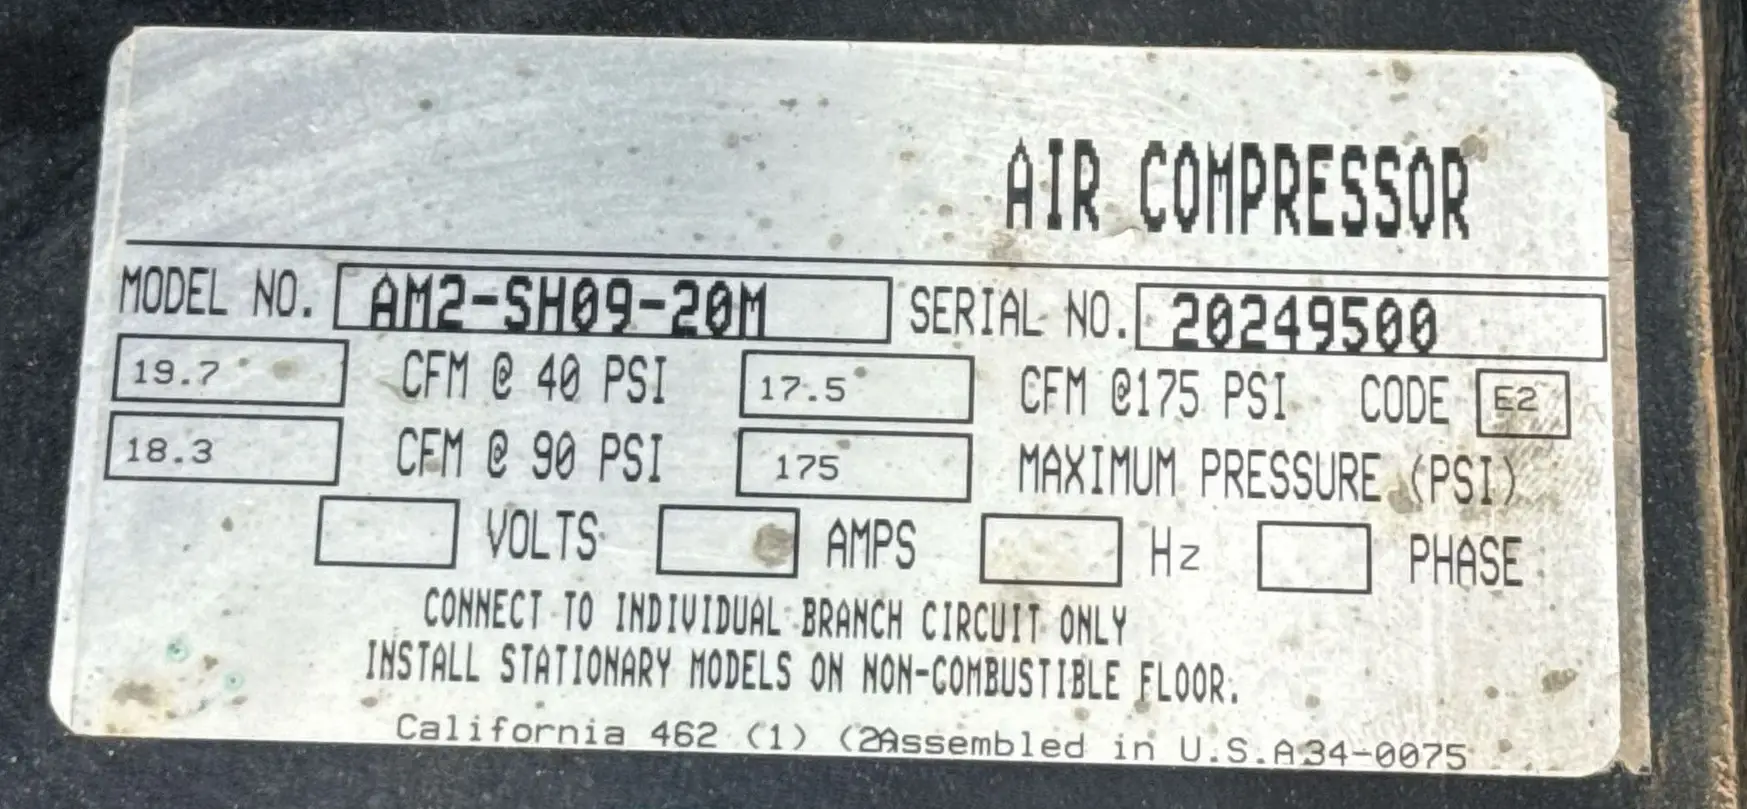 AIR COMPRESSOR
MODEL NO. AM2-SH09-20M SERIAL NO. 20249500
19.7 CFM @ 40 PSI 17.5 CFM @175 PSI CODE E2
18.3 CFM @ 90 PSI 175 MAXIMUM PRESSURE (PSI)
VOLTS AMPS Hz PHASE
CONNECT TO INDIVIDUAL BRANCH CIRCUIT ONLY
INSTALL STATIONARY MODELS ON NON-COMBUSTIBLE FLOOR.
California 462 (1) (2Assembled in U.S.A34-0075